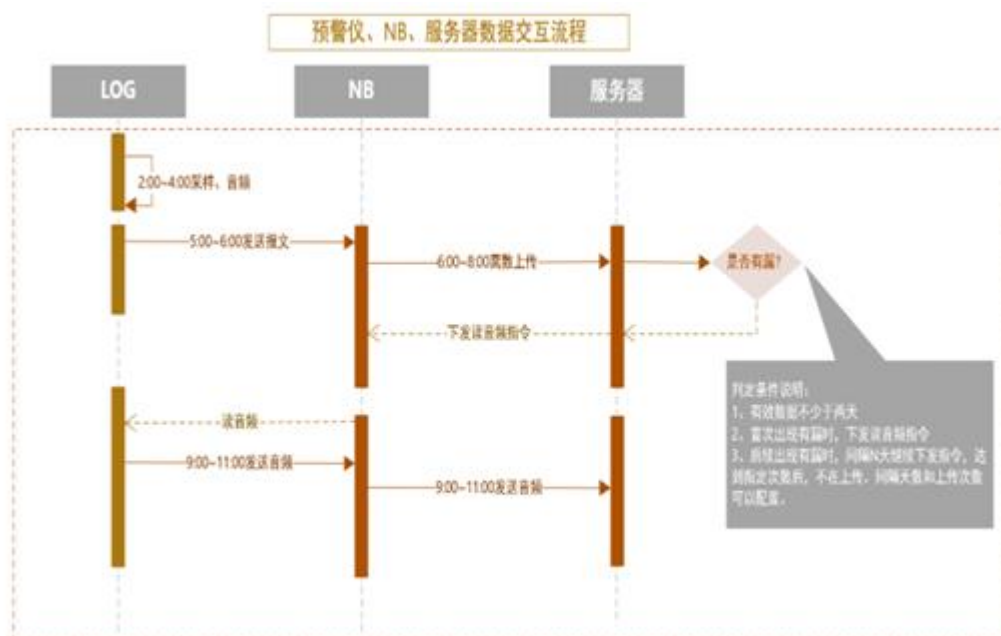 预警仪、NB、服务器数据交互流程
LOG
NB
服务器
2:00~4:00采样、音频
5:00~6:00发送报文
6:00~8:00离散上传
是否有漏?
下发读音频指令
判定条件说明:
1、有效数据不少于两天
2、首次出现有漏时，下发读音频指令
3、后续出现有漏时，间隔N天继续下发指令，达
到指定次数后，不在上传，间隔天数和上传次数
可以配置。
读音频
9:00~11:00发送音频
9:00~11:00发送音频